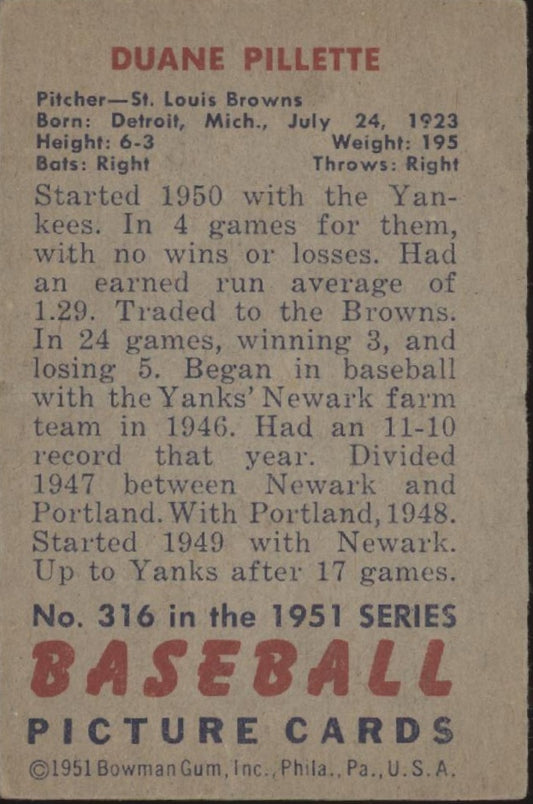 DUANE PILLETTE
Pitcher—St. Louis Browns
Born: Detroit, Mich., July 24, 1923
Height: 6-3 Weight: 195
Bats: Right Throws: Right
Started 1950 with the Yan-
kees. In 4 games for them,
with no wins or losses. Had
an earned run average of
1.29. Traded to the Browns.
In 24 games, winning 3, and
losing 5. Began in baseball
with the Yanks' Newark farm
team in 1946. Had an 11-10
record that year. Divided
1947 between Newark and
Portland. With Portland, 1948.
Started 1949 with Newark.
Up to Yanks after 17 games.
No. 316 in the 1951 SERIES
BASEBALL
PICTURE CARDS
©1951 Bowman Gum, Inc., Phila., Pa., U.S.A.